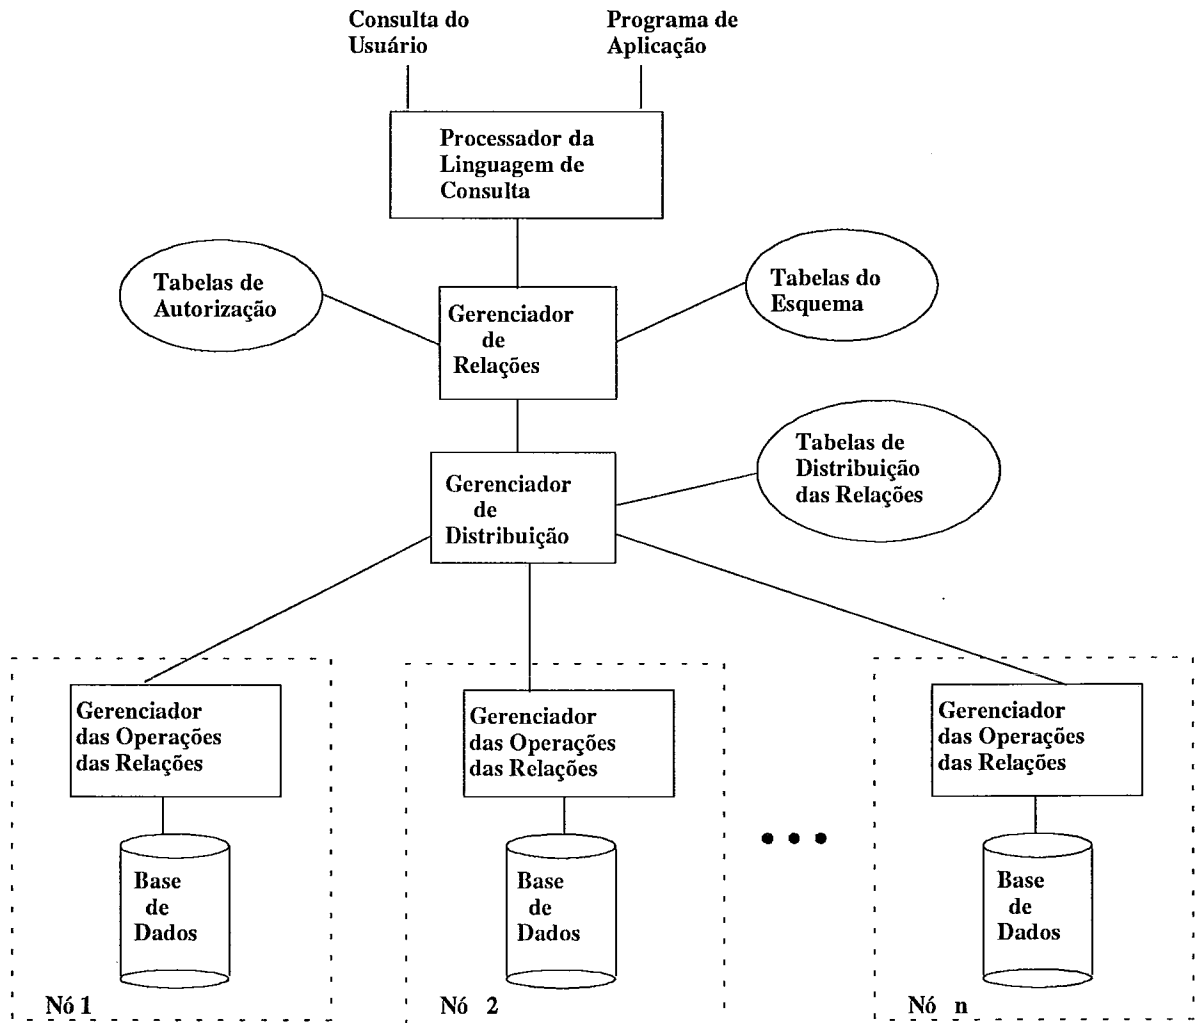 Consulta do
Usuário
Programa de
Aplicação
Processador da
Linguagem de
Consulta
Tabelas de
Autorização
Tabelas do
Esquema
Gerenciador
de
Relações
Tabelas de
Distribuição
das Relações
Gerenciador
de
Distribuição
Gerenciador
das Operações
das Relações
Gerenciador
das Operações
das Relações
Gerenciador
das Operações
das Relações
Base
de
Dados
Base
de
Dados
Base
de
Dados
Nó 1
Nó 2
Nó n